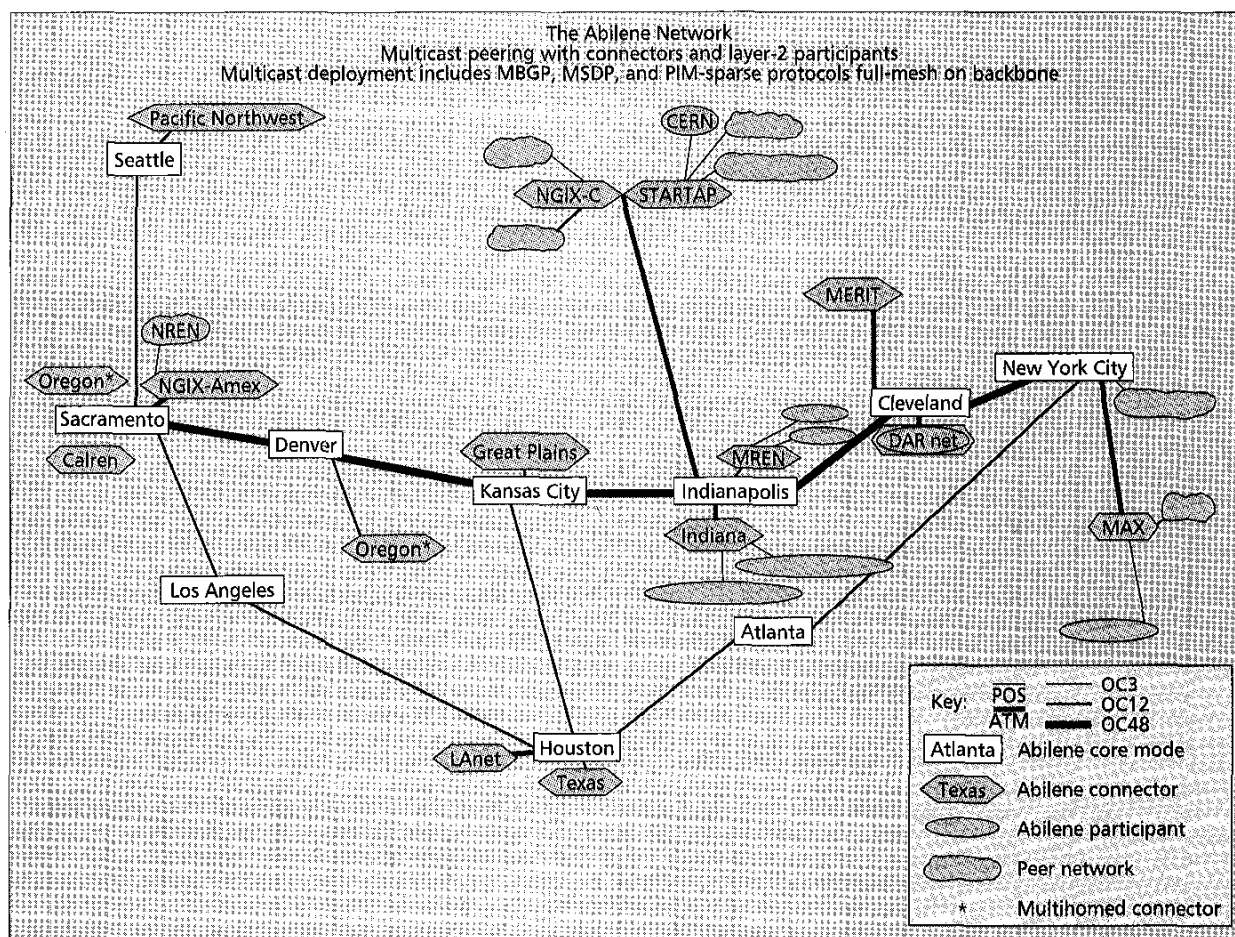 The Abilene Network
Multicast peering with connectors and layer-2 participants
Multicast deployment includes MBGP, MSDP, and PIM-sparse protocols full-mesh on backbone
Pacific Northwest
CERN
Seattle
NGIX-C
STARTAP
MERIT
NREN
New York City
Oregon*
NGIX-Amex
Cleveland
Sacramento
Denver
DAR net
Calren
Great Plains
MREN
Kansas City
Indianapolis
MAX
Oregon*
Indiana
Los Angeles
Atlanta
Houston
LAnet
Texas
Key:
POS
ATM
OC3
OC12
OC48
Atlanta
Abilene core mode
Texas
Abilene connector
Abilene participant
Peer network
* Multihomed connector